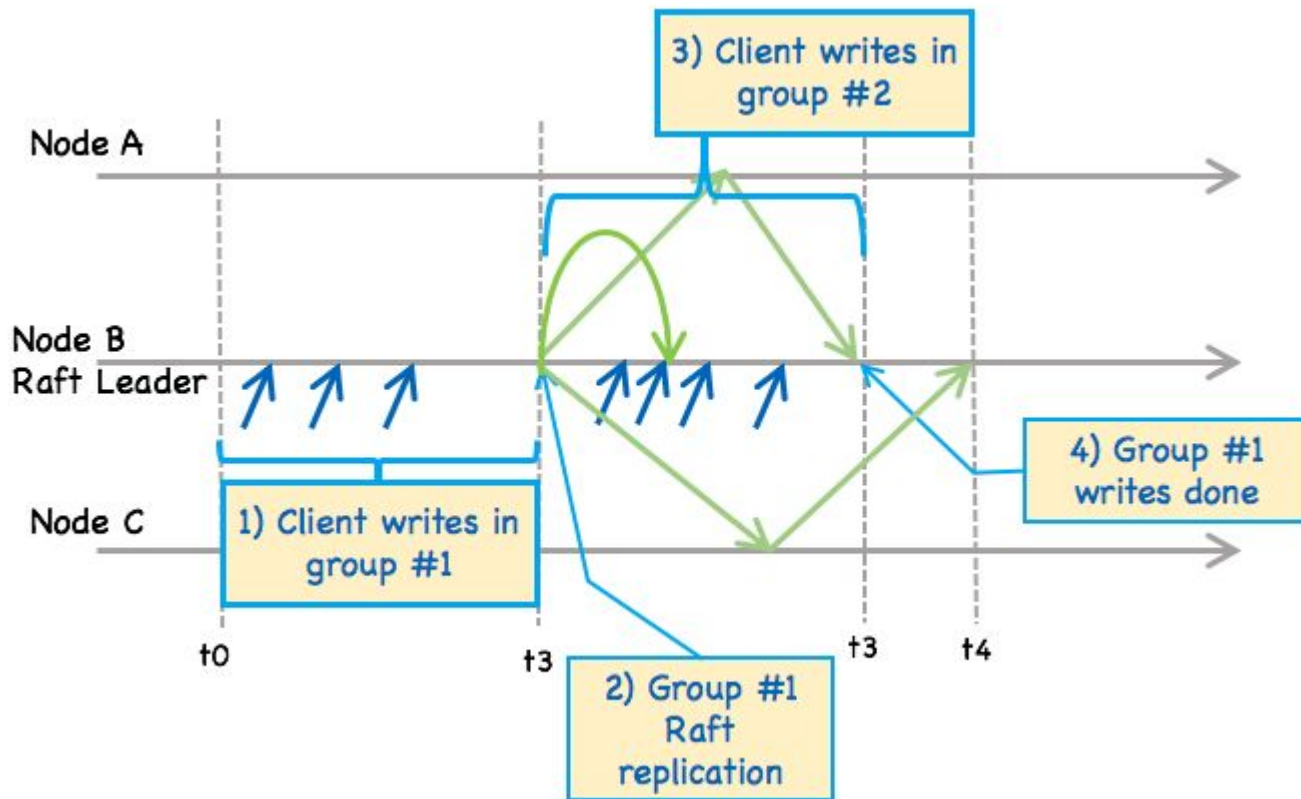 3) Client writes in
group #2
Node A
Node B
Raft Leader
4) Group #1
writes done
Node C
1) Client writes in
group #1
t0
t3
t3
t4
2) Group #1
Raft
replication